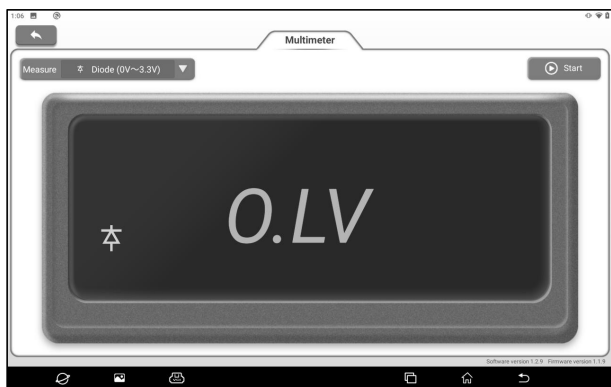 1:06
Multimeter
Measure Diode (0V~3.3V) ▼ Start
O.LV
Software version 1.2.9 Firmware version 1.1.9